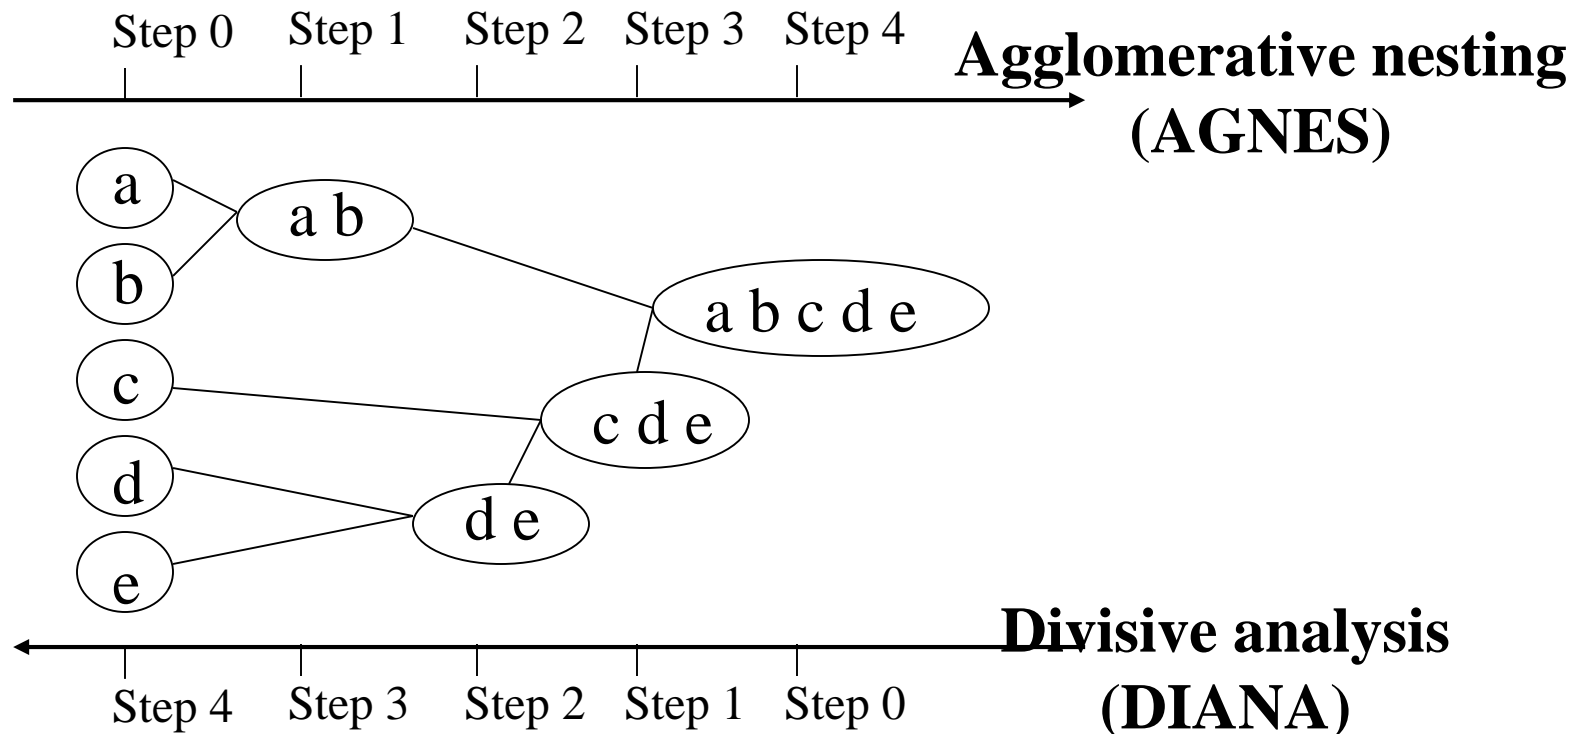 Step 0 Step 1 Step 2 Step 3 Step 4
Agglomerative nesting
(AGNES)
a
a b
b
a b c d e
c
c d e
d
d e
e
Divisive analysis
(DIANA)
Step 4 Step 3 Step 2 Step 1 Step 0